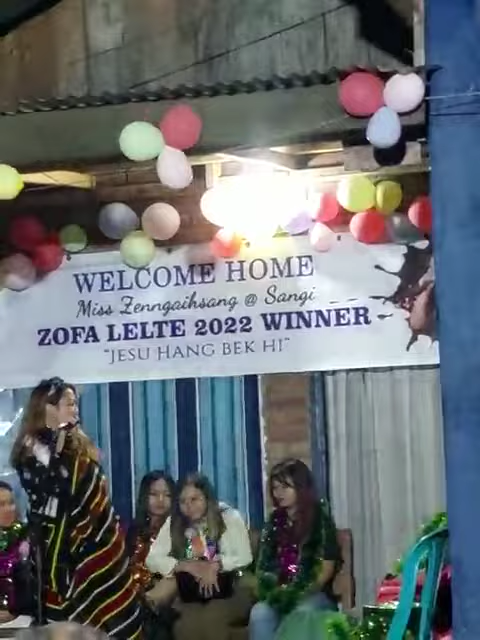 WELCOME HOME
Miss Zenngaihsang @ Sangi
ZOFA LELTE 2022 WINNER
"JESU HANG BEK HI"